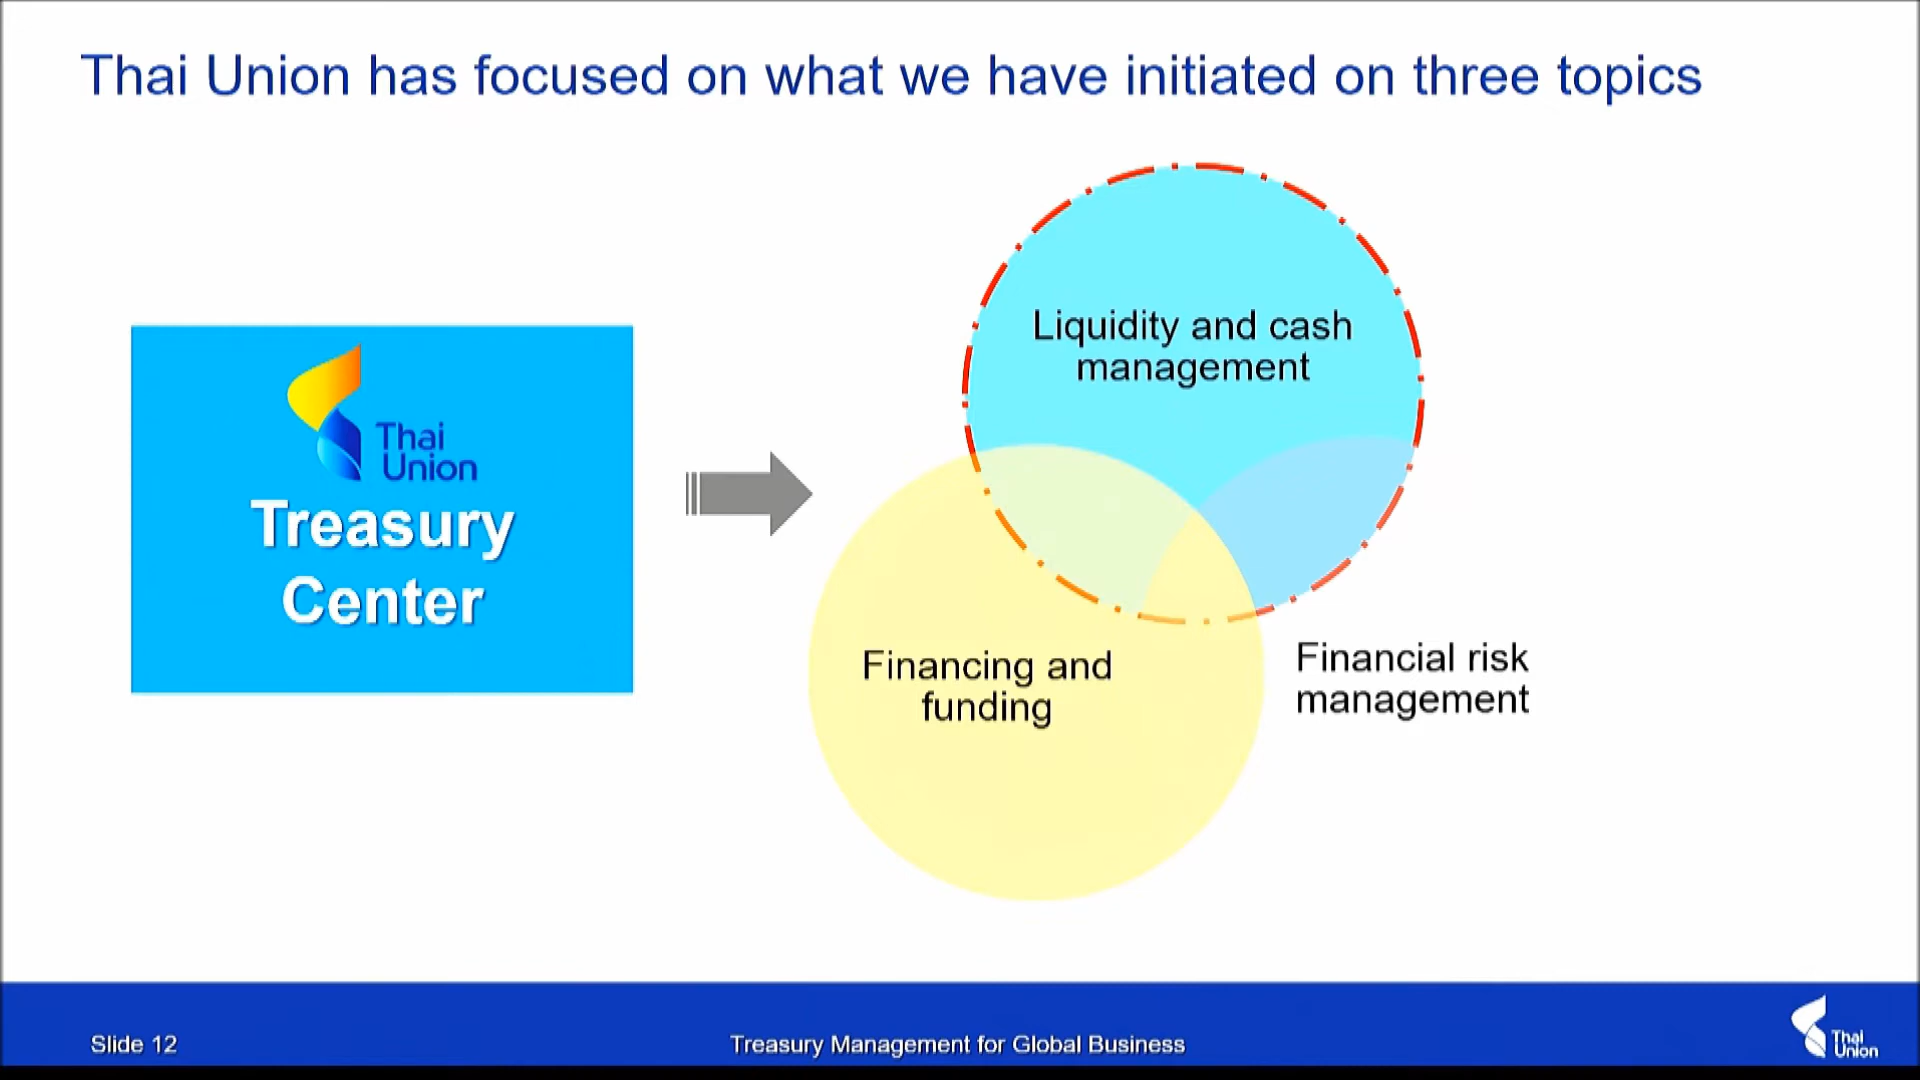 Thai Union has focused on what we have initiated on three topics
Thai
Union
Treasury
Center
Liquidity and cash
management
Financing and
funding
Financial risk
management
Slide 12
Treasury Management for Global Business
Thai
Union